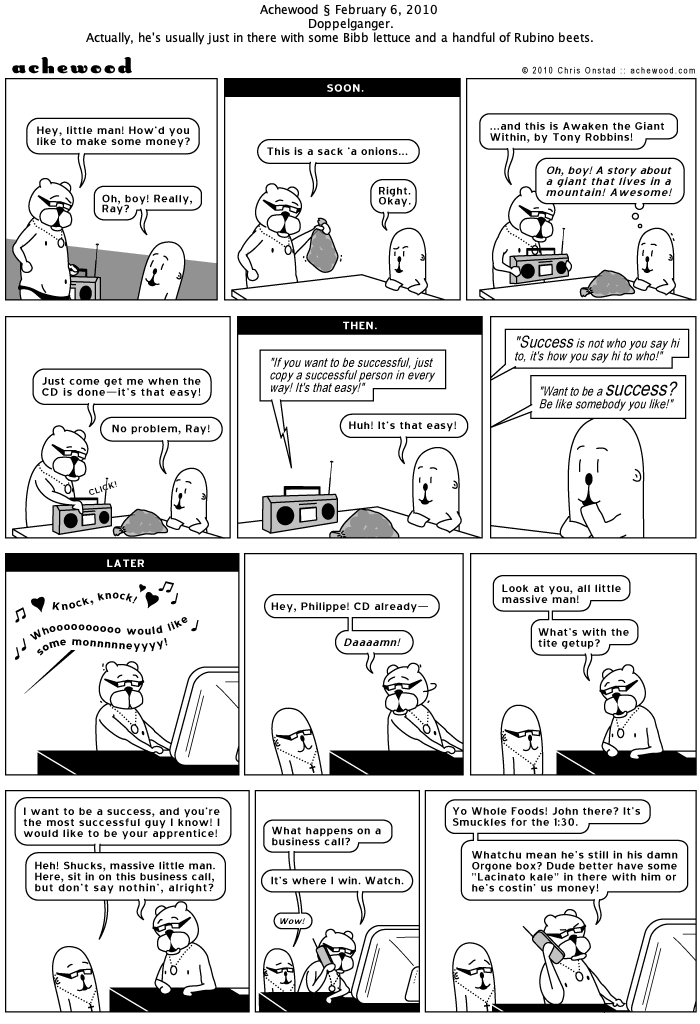 Achewood § February 6, 2010
Doppelganger.
Actually, he's usually just in there with some Bibb lettuce and a handful of Rubino beets.
achewood
© 2010 Chris Onstad :: achewood.com
Hey, little man! How'd you
like to make some money?
Oh, boy! Really,
Ray?
SOON.
This is a sack 'a onions...
Right.
Okay.
...and this is Awaken the Giant
Within, by Tony Robbins!
Oh, boy! A story about
a giant that lives in a
mountain! Awesome!
Just come get me when the
CD is done—it's that easy!
No problem, Ray!
CLICK!
THEN.
"If you want to be successful, just
copy a successful person in every
way! It's that easy!"
Huh! It's that easy!
"Success is not who you say hi
to, it's how you say hi to who!"
"Want to be a success?
Be like somebody you like!"
LATER
Knock, knock!
Whoooooooooo would like
some monnnnneyyyy!
Hey, Philippe! CD already—
Daaaamn!
Look at you, all little
massive man!
What's with the
tite getup?
I want to be a success, and you're
the most successful guy I know! I
would like to be your apprentice!
Heh! Shucks, massive little man.
Here, sit in on this business call,
but don't say nothin', alright?
What happens on a
business call?
It's where I win. Watch.
Wow!
Yo Whole Foods! John there? It's
Smuckles for the 1:30.
Whatchu mean he's still in his damn
Orgone box? Dude better have some
"Lacinato kale" in there with him or
he's costin' us money!